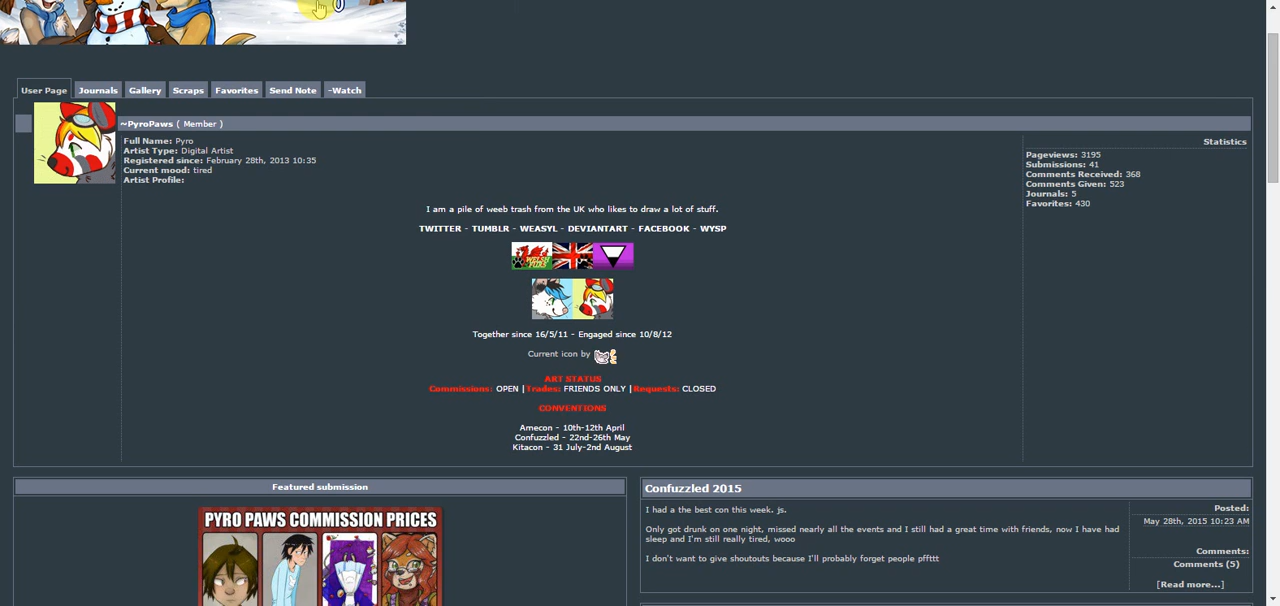 User Page Journals Gallery Scraps Favorites Send Note -Watch
~PyroPaws ( Member )
Full Name: Pyro
Artist Type: Digital Artist
Registered since: February 28th, 2013 10:35
Current mood: tired
Artist Profile:
I am a pile of weeb trash from the UK who likes to draw a lot of stuff.
TWITTER - TUMBLR - WEASYL - DEVIANTART - FACEBOOK - WYSP
Together since 16/5/11 - Engaged since 10/8/12
Current icon by
ART STATUS
Commissions: OPEN | Trades: FRIENDS ONLY | Requests: CLOSED
CONVENTIONS
Amecon - 10th-12th April
Confuzzled - 22nd-26th May
Kitacon - 31 July-2nd August
Statistics
Pageviews: 3195
Submissions: 41
Comments Received: 368
Comments Given: 523
Journals: 5
Favorites: 430
Featured submission
PYRO PAWS COMMISSION PRICES
Confuzzled 2015
I had a the best con this week. js.
Only got drunk on one night, missed nearly all the events and I still had a great time with friends, now I have had
sleep and I'm still really tired, wooo
I don't want to give shoutouts because I'll probably forget people pffttt
Posted:
May 28th, 2015 10:23 AM
Comments:
Comments (5)
[Read more...]